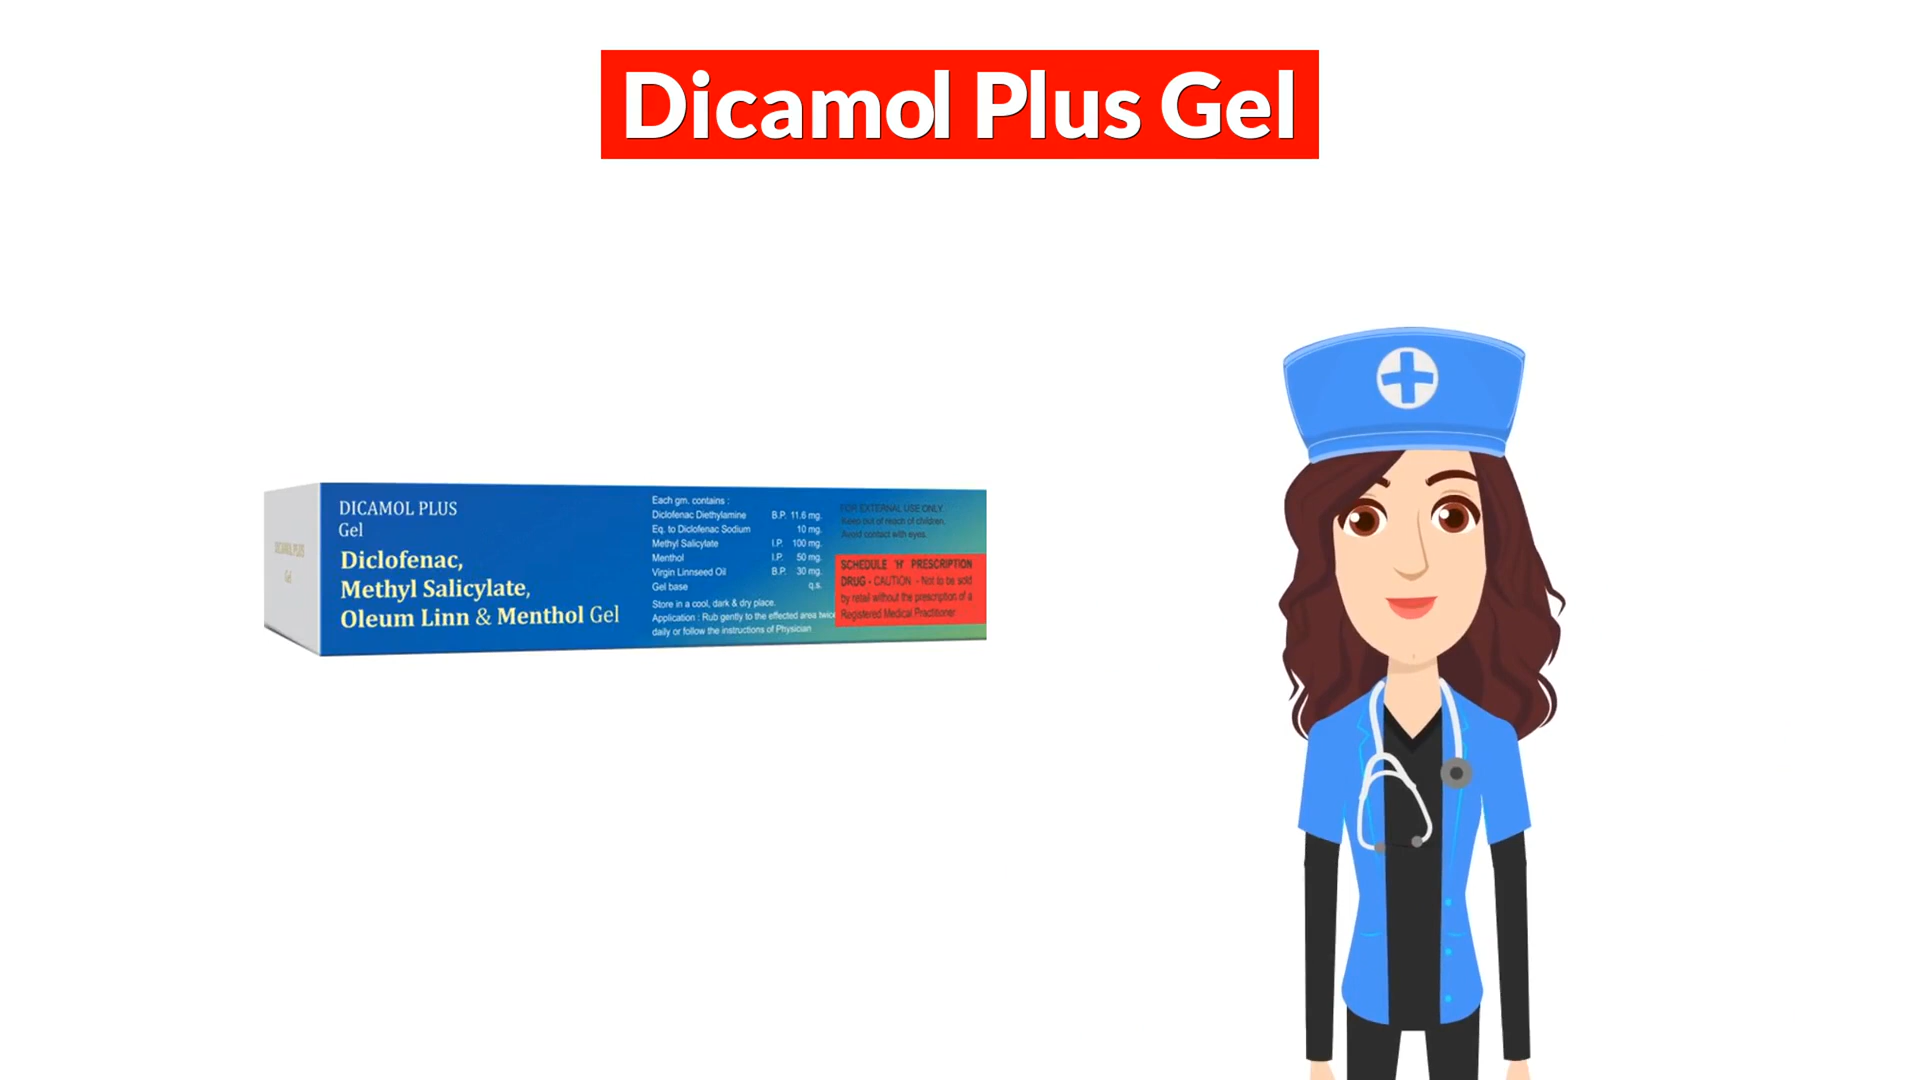 Dicamol Plus Gel
DICAMOL PLUS
Gel
DICAMOL PLUS
Gel
Diclofenac,
Methyl Salicylate,
Oleum Linn & Menthol Gel
Each gm. contains :
Diclofenac Diethylamine B.P. 11.6 mg.
Eq. to Diclofenac Sodium 10 mg.
Methyl Salicylate I.P. 100 mg.
Menthol I.P. 50 mg.
Virgin Linnseed Oil B.P. 30 mg.
Gel base q.s.
Store in a cool, dark & dry place.
Application : Rub gently to the effected area twice
daily or follow the instructions of Physician
FOR EXTERNAL USE ONLY
Keep out of reach of children.
Avoid contact with eyes.
SCHEDULE 'H' PRESCRIPTION
DRUG - CAUTION - Not to be sold
by retail without the prescription of a
Registered Medical Practitioner